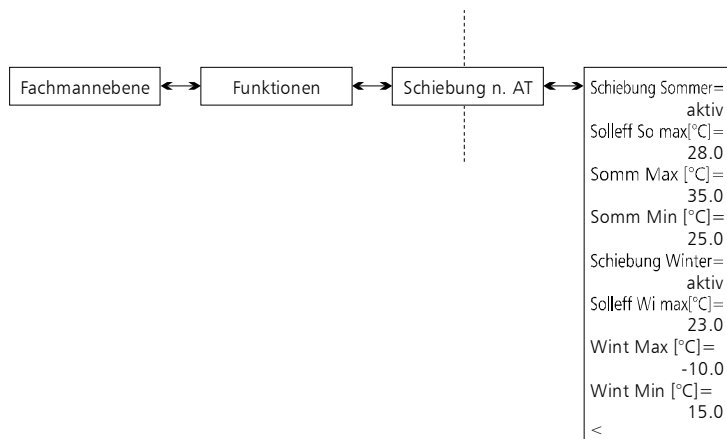 Fachmannebene
Funktionen
Schiebung n. AT
Schiebung Sommer=
aktiv
Solleff So max[°C]=
28.0
Somm Max [°C]=
35.0
Somm Min [°C]=
25.0
Schiebung Winter=
aktiv
Solleff Wi max[°C]=
23.0
Wint Max [°C]=
-10.0
Wint Min [°C]=
15.0
<